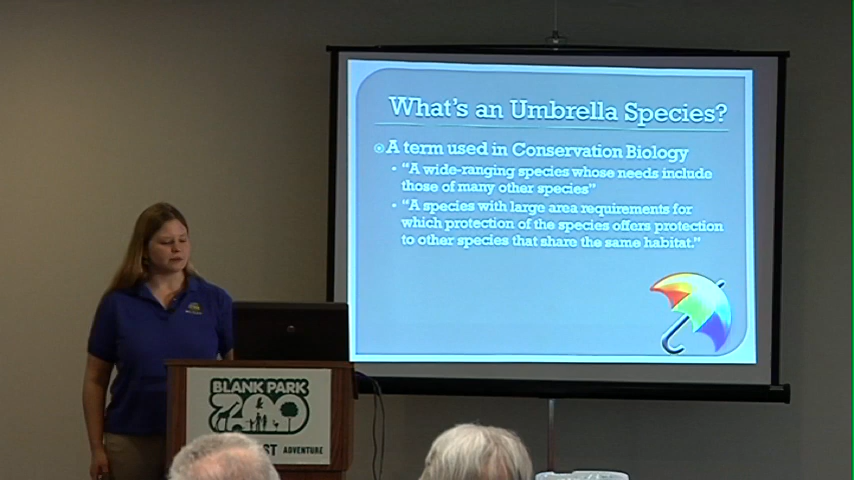 What's an Umbrella Species?
A term used in Conservation Biology
"A wide-ranging species whose needs include
those of many other species"
"A species with large area requirements for
which protection of the species offers protection
to other species that share the same habitat."
BLANK PARK
ZOO
ADVENTURE